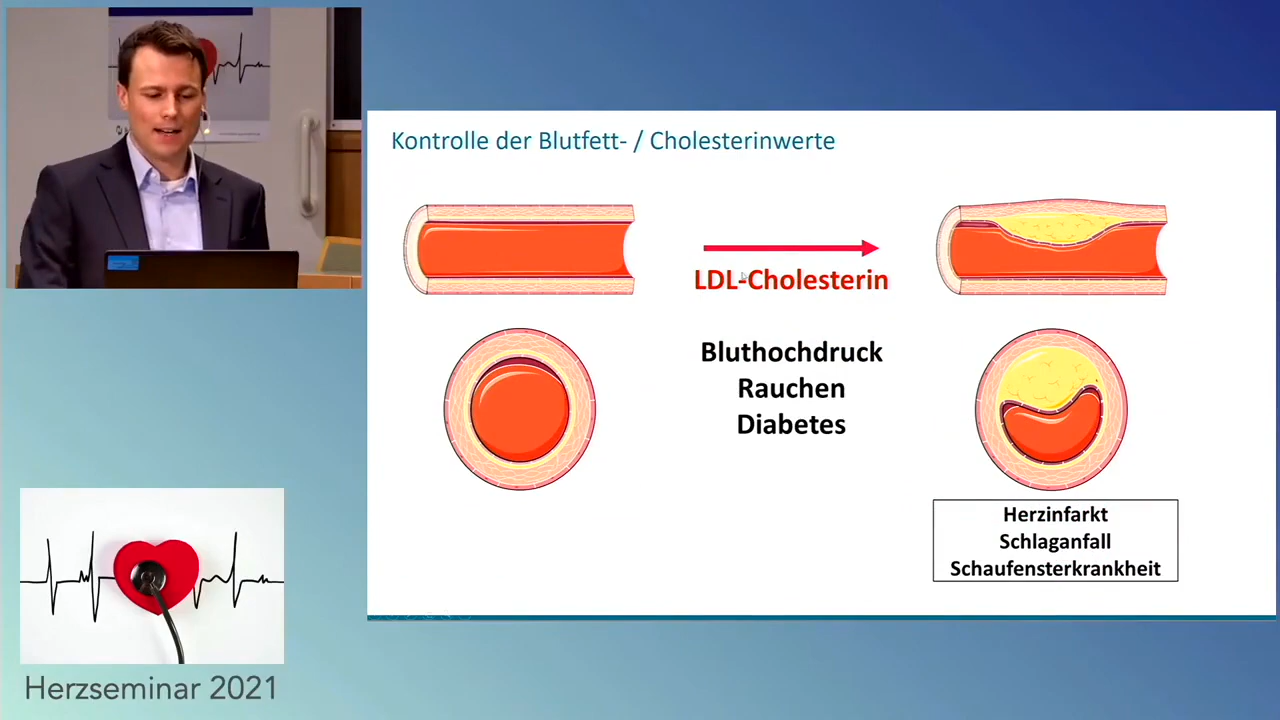 Kontrolle der Blutfett- / Cholesterinwerte
LDL-Cholesterin
Bluthochdruck
Rauchen
Diabetes
Herzinfarkt
Schlaganfall
Schaufensterkrankheit
Herzseminar 2021